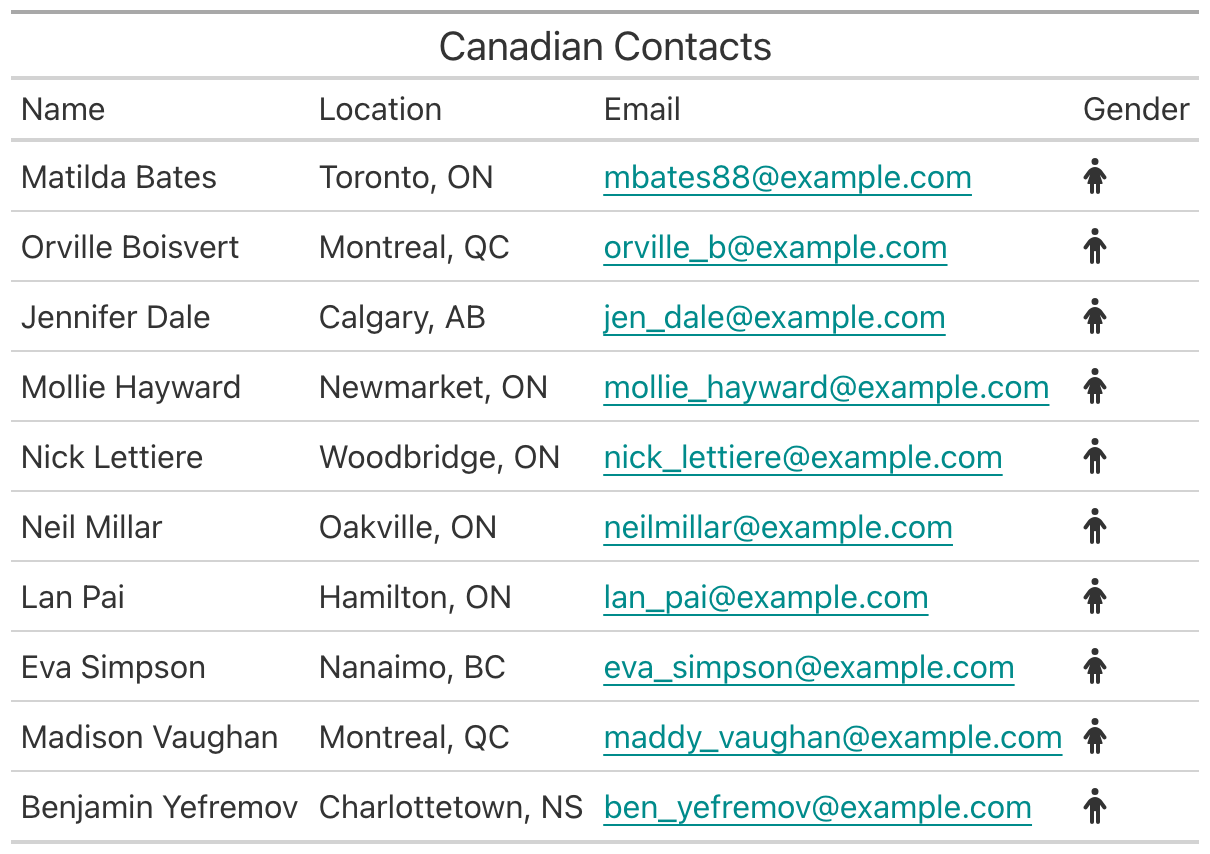 Canadian Contacts
Name Location Email Gender
Matilda Bates Toronto, ON mbates88@example.com
Orville Boisvert Montreal, QC orville_b@example.com
Jennifer Dale Calgary, AB jen_dale@example.com
Mollie Hayward Newmarket, ON mollie_hayward@example.com
Nick Lettiere Woodbridge, ON nick_lettiere@example.com
Neil Millar Oakville, ON neilmillar@example.com
Lan Pai Hamilton, ON lan_pai@example.com
Eva Simpson Nanaimo, BC eva_simpson@example.com
Madison Vaughan Montreal, QC maddy_vaughan@example.com
Benjamin Yefremov Charlottetown, NS ben_yefremov@example.com